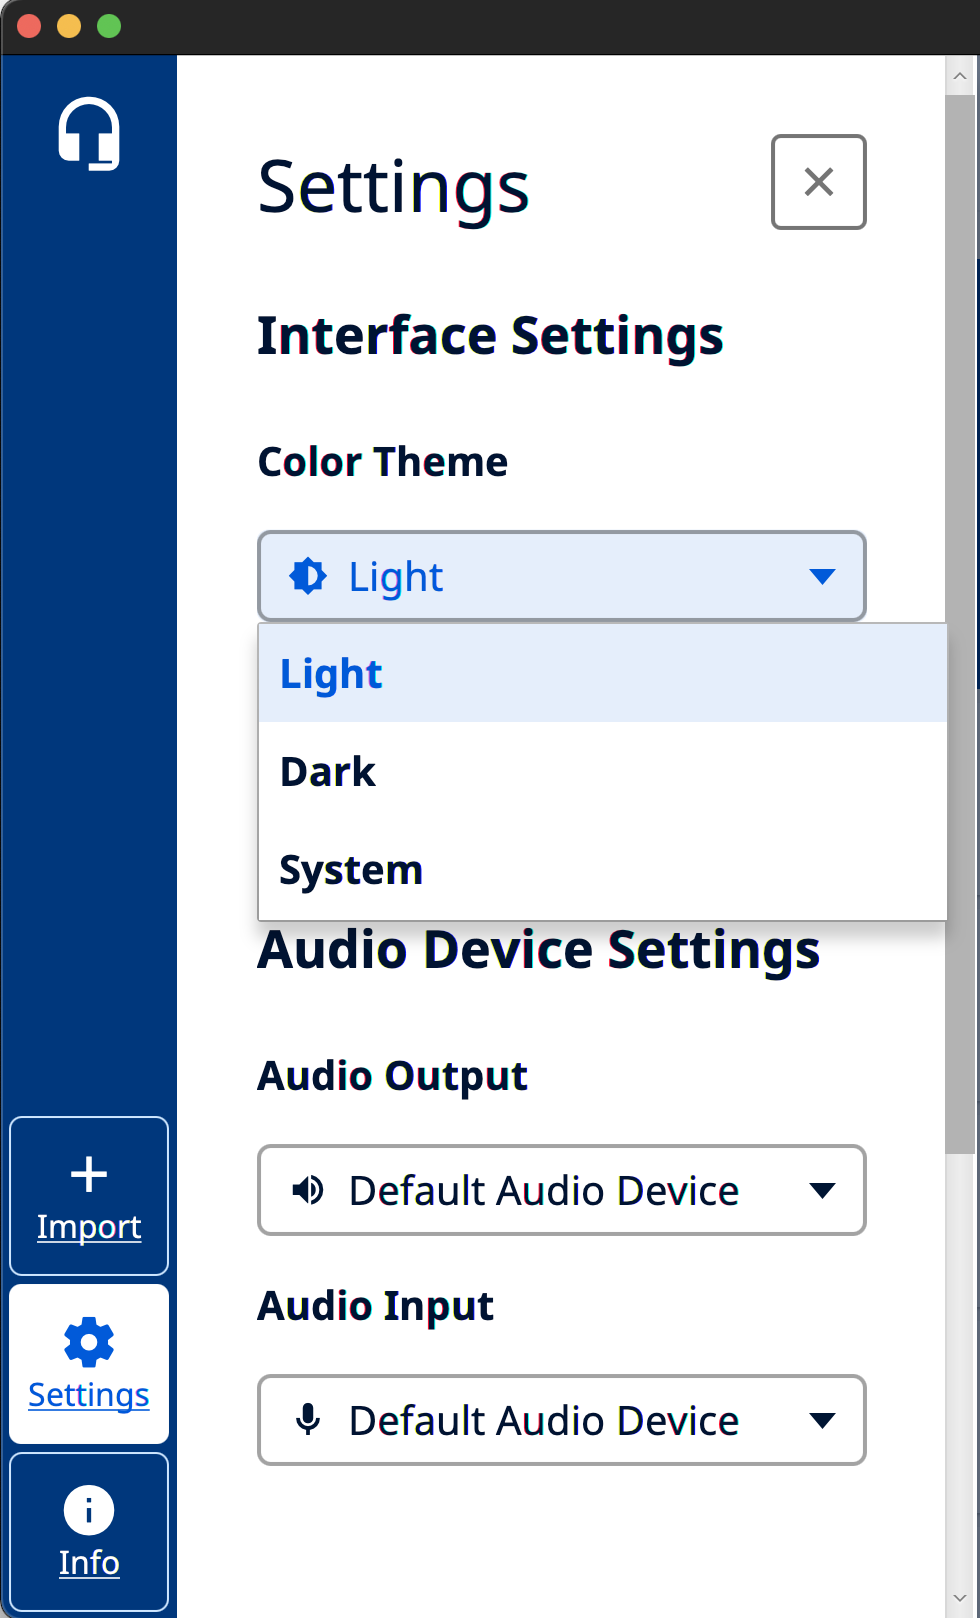 Settings
Interface Settings
Color Theme
Light
Light
Dark
System
Audio Device Settings
Audio Output
Default Audio Device
Audio Input
Default Audio Device
Import
Settings
Info